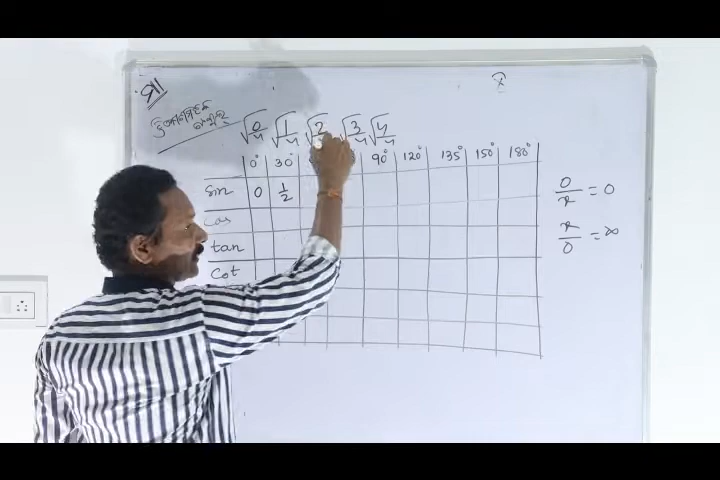 ମା
√0/4 √1/4 √2/4 √3/4 √4/4
0° 30° 90° 120° 135° 150° 180°
sin 0 1/2
cos
tan
cot
0/x = 0
x/0 = ∞